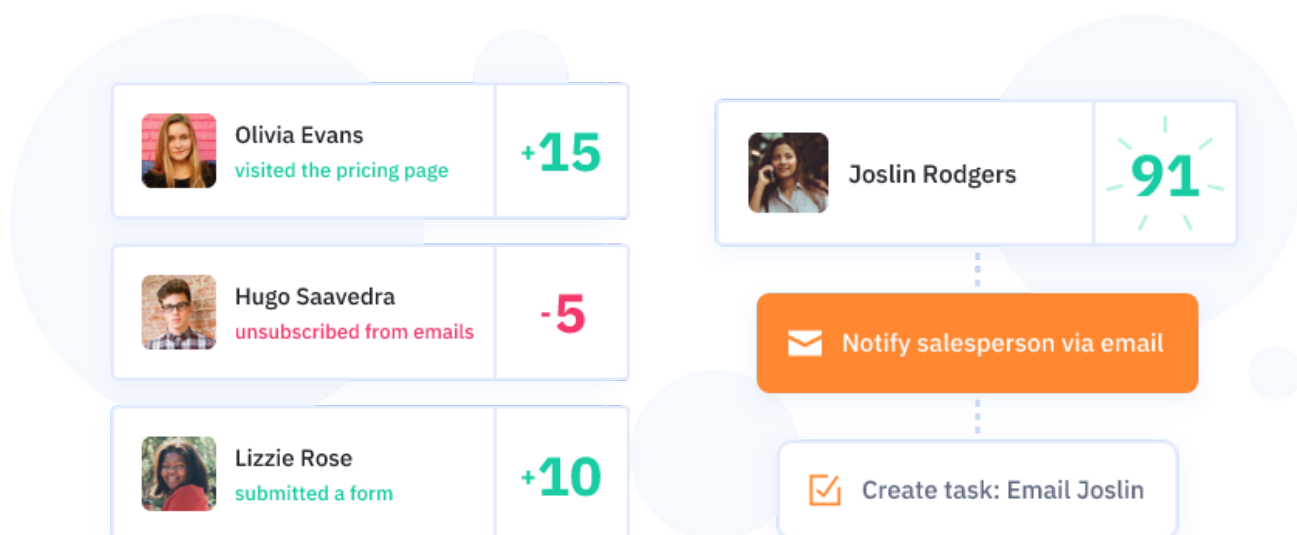 Olivia Evans
visited the pricing page
+15
Hugo Saavedra
unsubscribed from emails
-5
Lizzie Rose
submitted a form
+10
Joslin Rodgers
91
Notify salesperson via email
Create task: Email Joslin